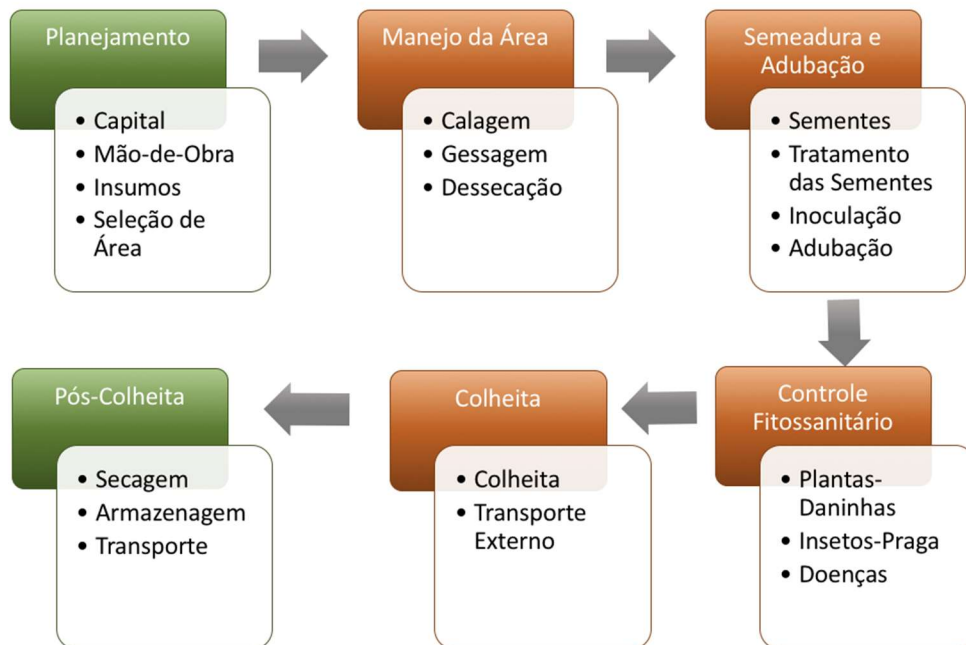 Planejamento
• Capital
• Mão-de-Obra
• Insumos
• Seleção de
Área
Manejo da Área
• Calagem
• Gessagem
• Dessecação
Semeadura e
Adubação
• Sementes
• Tratamento
das Sementes
• Inoculação
• Adubação
Controle
Fitossanitário
• Plantas-
Daninhas
• Insetos-Praga
• Doenças
Colheita
• Colheita
• Transporte
Externo
Pós-Colheita
• Secagem
• Armazenagem
• Transporte